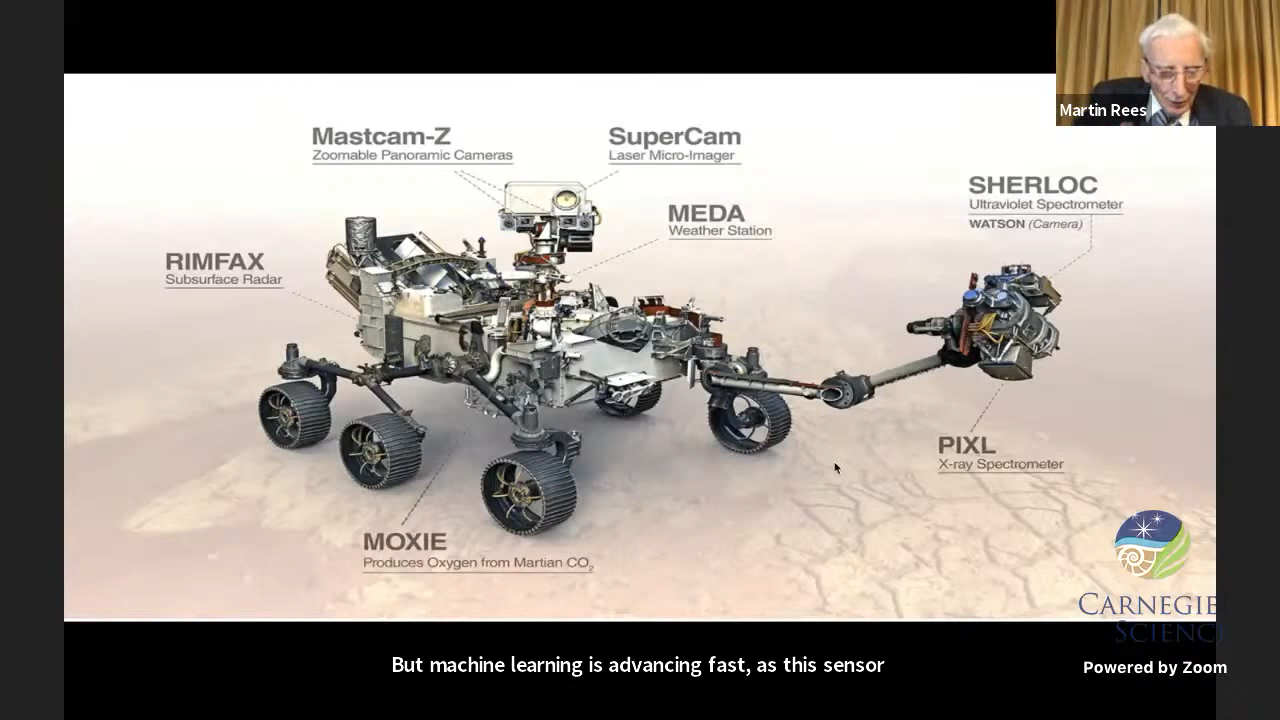 Martin Rees
Mastcam-Z
Zoomable Panoramic Cameras
SuperCam
Laser Micro-Imager
SHERLOC
Ultraviolet Spectrometer
WATSON (Camera)
MEDA
Weather Station
RIMFAX
Subsurface Radar
PIXL
X-ray Spectrometer
MOXIE
Produces Oxygen from Martian CO₂
CARNEGIE
SCIENC
But machine learning is advancing fast, as this sensor
Powered by Zoom